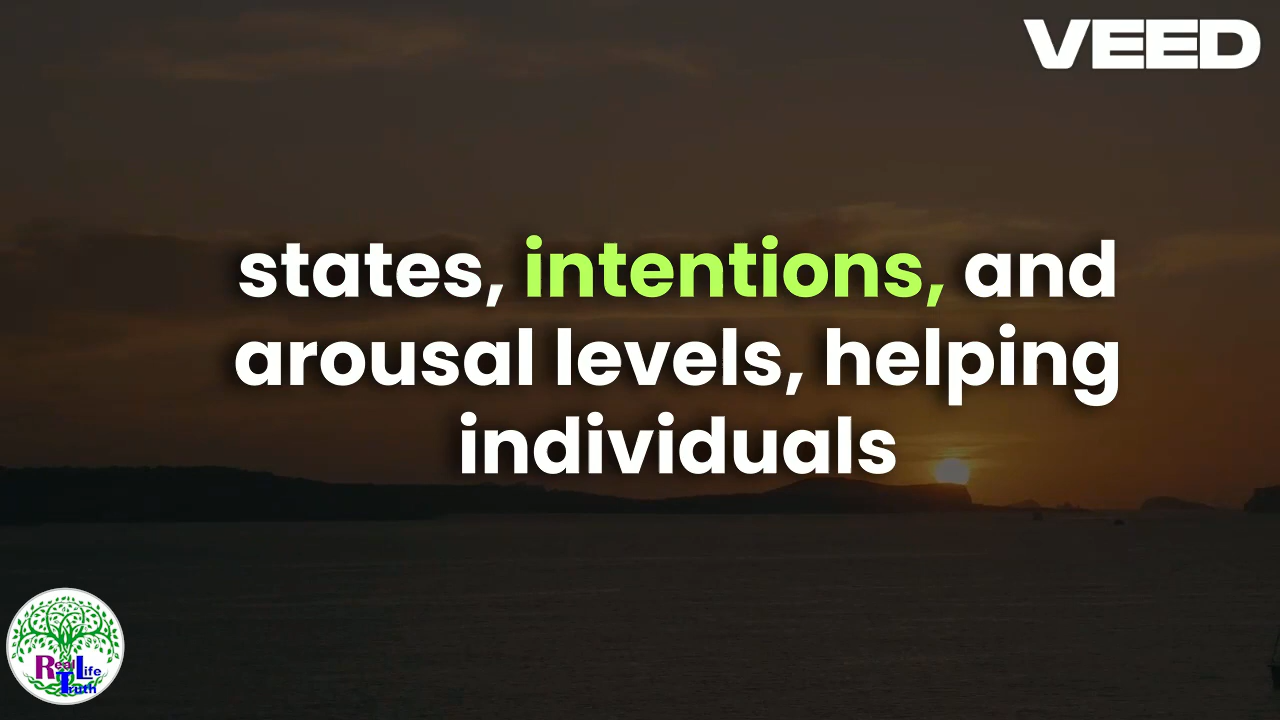 VEED
states, intentions, and
arousal levels, helping
individuals
Real Life
Truth